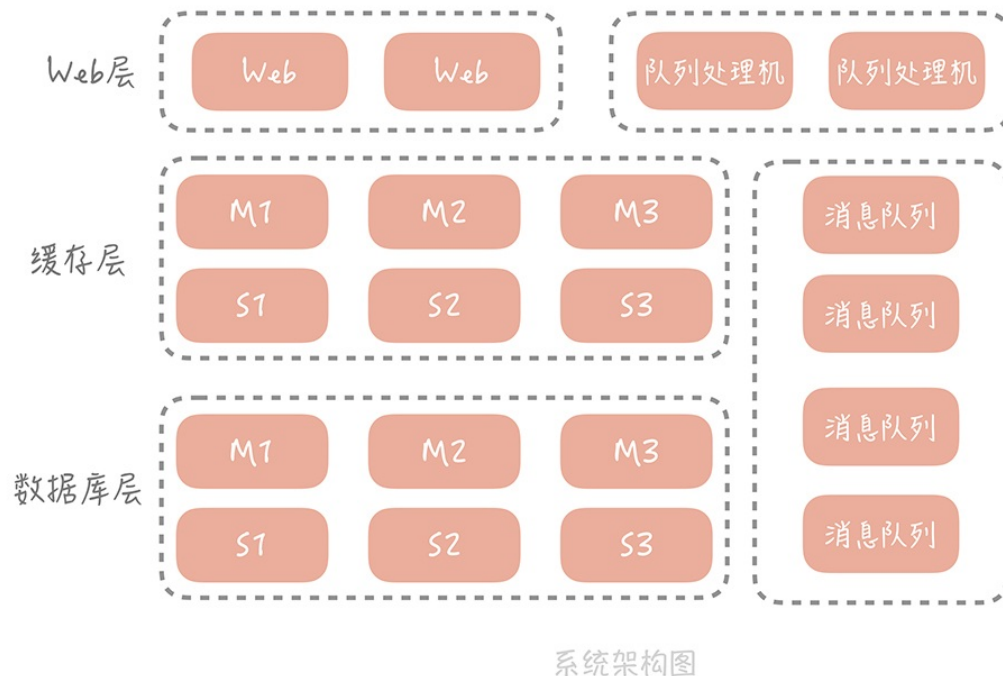 Web层
Web Web
队列处理机 队列处理机
缓存层
M1 M2 M3
S1 S2 S3
数据库层
M1 M2 M3
S1 S2 S3
消息队列
消息队列
消息队列
消息队列
系统架构图